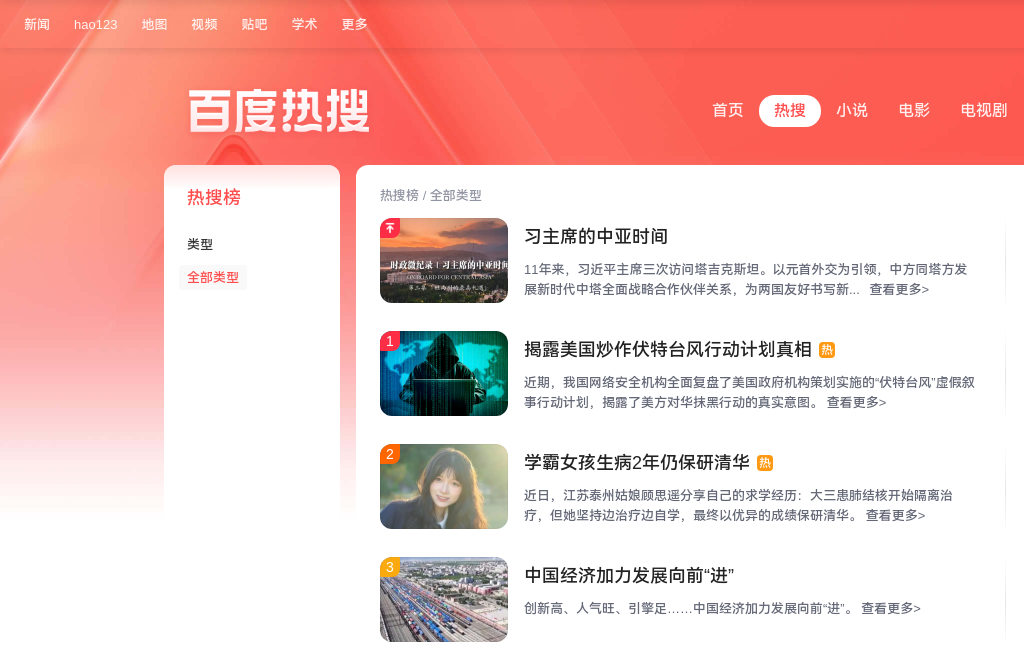 新闻 hao123 地图 视频 贴吧 学术 更多
百度热搜
首页 热搜 小说 电影 电视剧
热搜榜
类型
全部类型
热搜榜 / 全部类型
时政微纪录丨习主席的中亚时间
习主席的中亚时间
11年来，习近平主席三次访问塔吉克斯坦。以元首外交为引领，中方同塔方发
展新时代中塔全面战略合作伙伴关系，为两国友好书写新... 查看更多>
1
揭露美国炒作伏特台风行动计划真相 热
近期，我国网络安全机构全面复盘了美国政府机构策划实施的“伏特台风”虚假叙
事行动计划，揭露了美方对华抹黑行动的真实意图。 查看更多>
2
学霸女孩生病2年仍保研清华 热
近日，江苏泰州姑娘顾思遥分享自己的求学经历：大三患肺结核开始隔离治
疗，但她坚持边治疗边自学，最终以优异的成绩保研清华。 查看更多>
3
中国经济加力发展向前“进”
创新高、人气旺、引擎足……中国经济加力发展向前“进”。 查看更多>